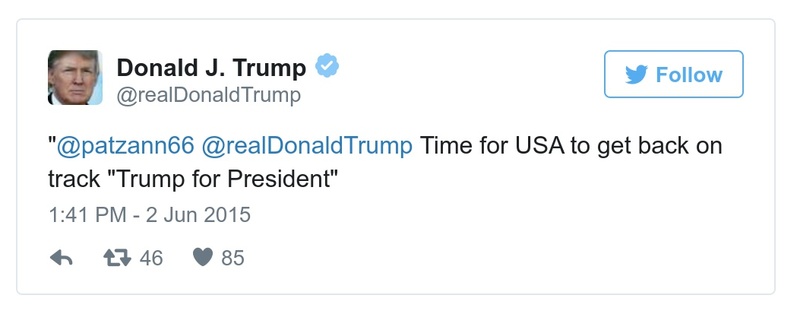 Donald J. Trump
@realDonaldTrump
Follow
"@patzann66 @realDonaldTrump Time for USA to get back on
track "Trump for President"
1:41 PM - 2 Jun 2015
46 85